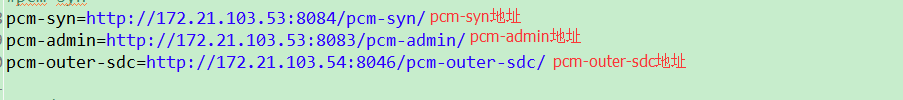 pcm-syn=http://172.21.103.53:8084/pcm-syn/ pcm-syn地址
pcm-admin=http://172.21.103.53:8083/pcm-admin/ pcm-admin地址
pcm-outer-sdc=http://172.21.103.54:8046/pcm-outer-sdc/ pcm-outer-sdc地址